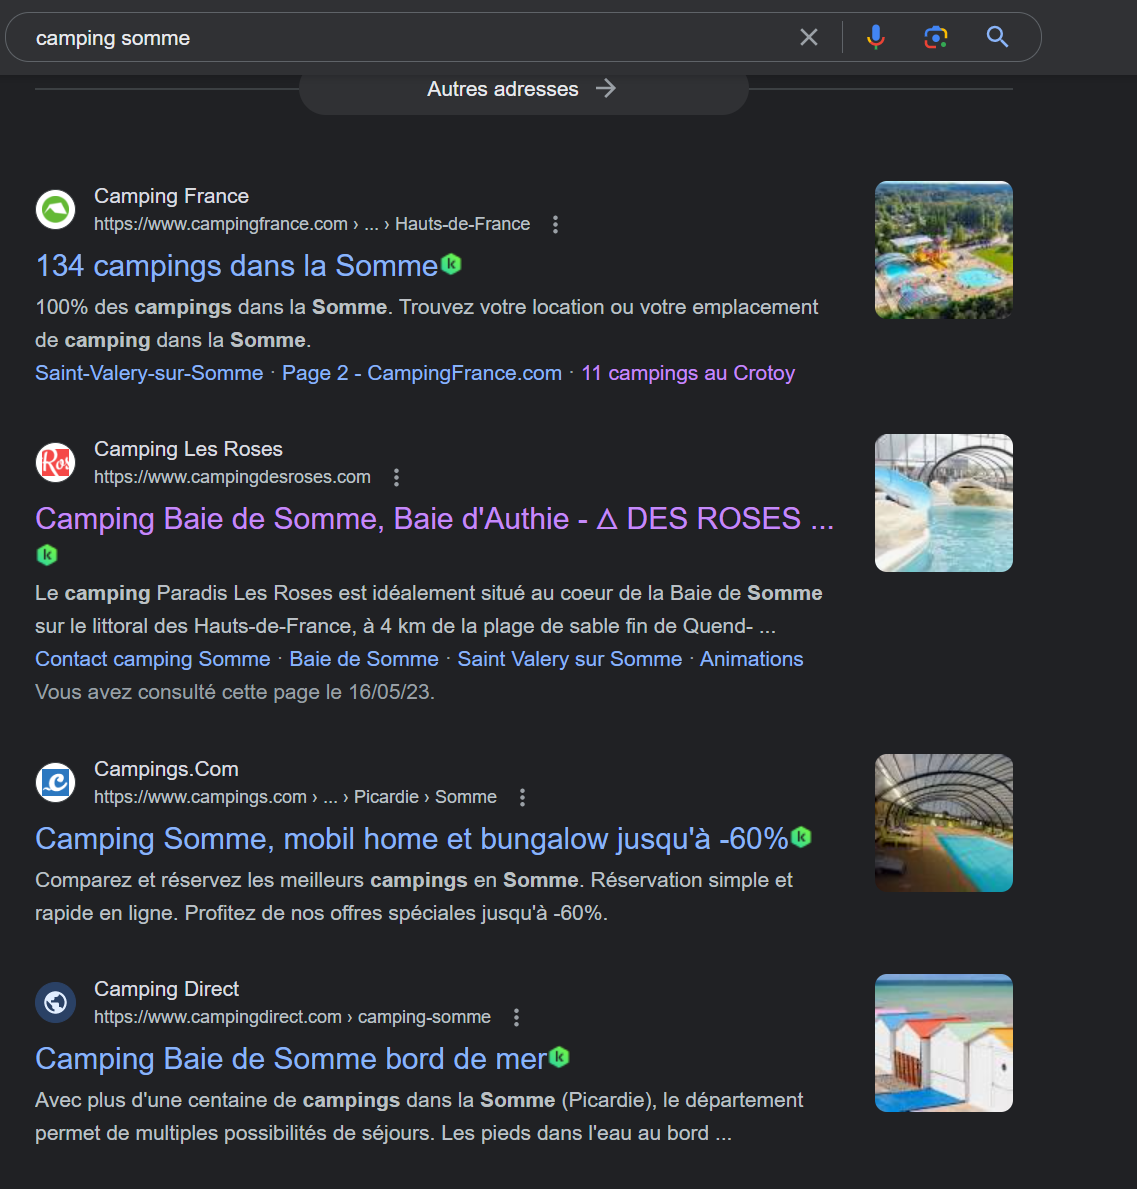 camping somme
Autres adresses
Camping France
https://www.campingfrance.com › ... › Hauts-de-France
134 campings dans la Somme
100% des campings dans la Somme. Trouvez votre location ou votre emplacement
de camping dans la Somme.
Saint-Valery-sur-Somme · Page 2 - CampingFrance.com · 11 campings au Crotoy
Camping Les Roses
https://www.campingdesroses.com
Camping Baie de Somme, Baie d'Authie - Δ DES ROSES ...
Le camping Paradis Les Roses est idéalement situé au coeur de la Baie de Somme
sur le littoral des Hauts-de-France, à 4 km de la plage de sable fin de Quend- ...
Contact camping Somme · Baie de Somme · Saint Valery sur Somme · Animations
Vous avez consulté cette page le 16/05/23.
Campings.Com
https://www.campings.com › ... › Picardie › Somme
Camping Somme, mobil home et bungalow jusqu'à -60%
Comparez et réservez les meilleurs campings en Somme. Réservation simple et
rapide en ligne. Profitez de nos offres spéciales jusqu'à -60%.
Camping Direct
https://www.campingdirect.com › camping-somme
Camping Baie de Somme bord de mer
Avec plus d'une centaine de campings dans la Somme (Picardie), le département
permet de multiples possibilités de séjours. Les pieds dans l'eau au bord ...